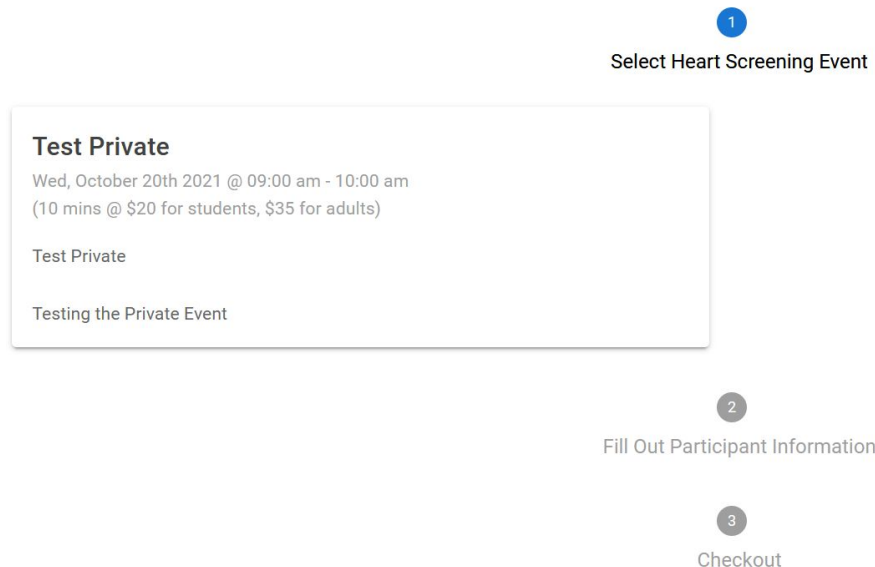 1
Select Heart Screening Event
Test Private
Wed, October 20th 2021 @ 09:00 am - 10:00 am
(10 mins @ $20 for students, $35 for adults)
Test Private
Testing the Private Event
2
Fill Out Participant Information
3
Checkout